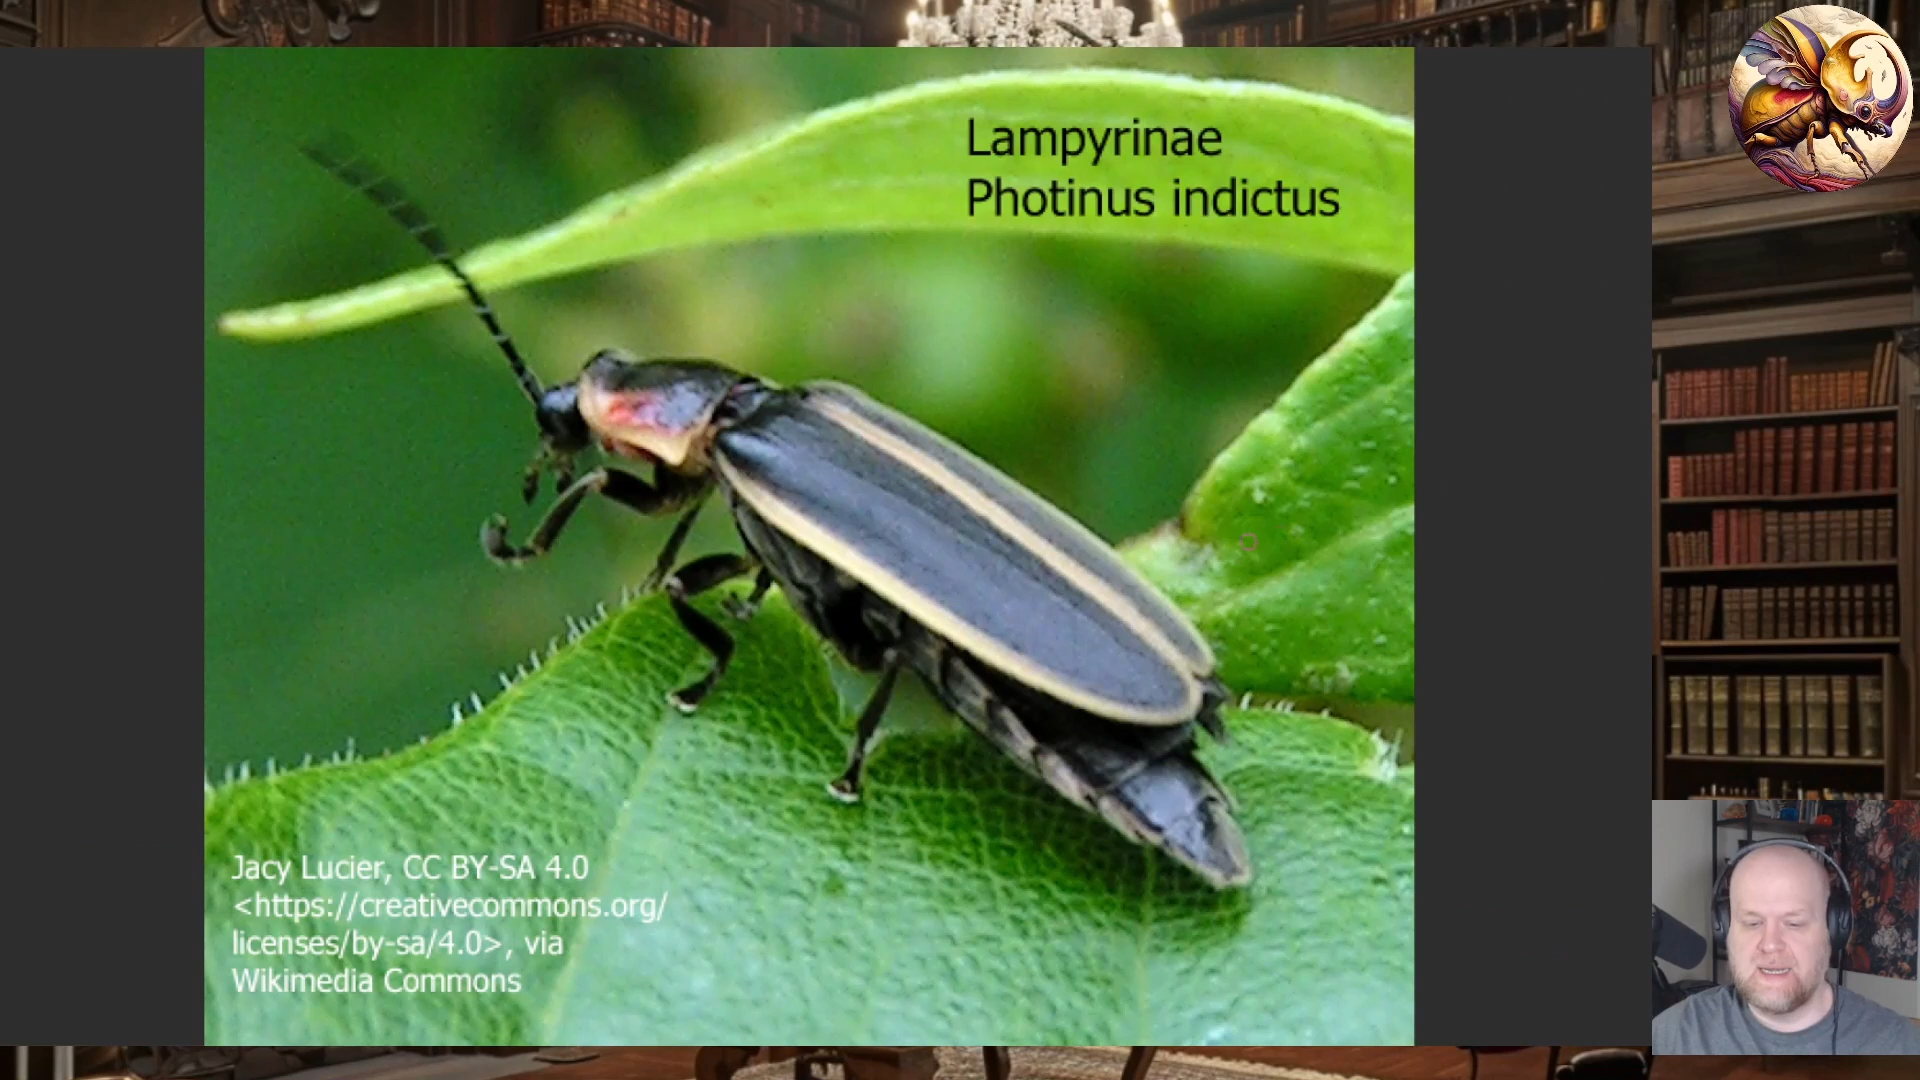 Lampyrinae
Photinus indictus
Jacy Lucier, CC BY-SA 4.0
<https://creativecommons.org/
licenses/by-sa/4.0>, via
Wikimedia Commons